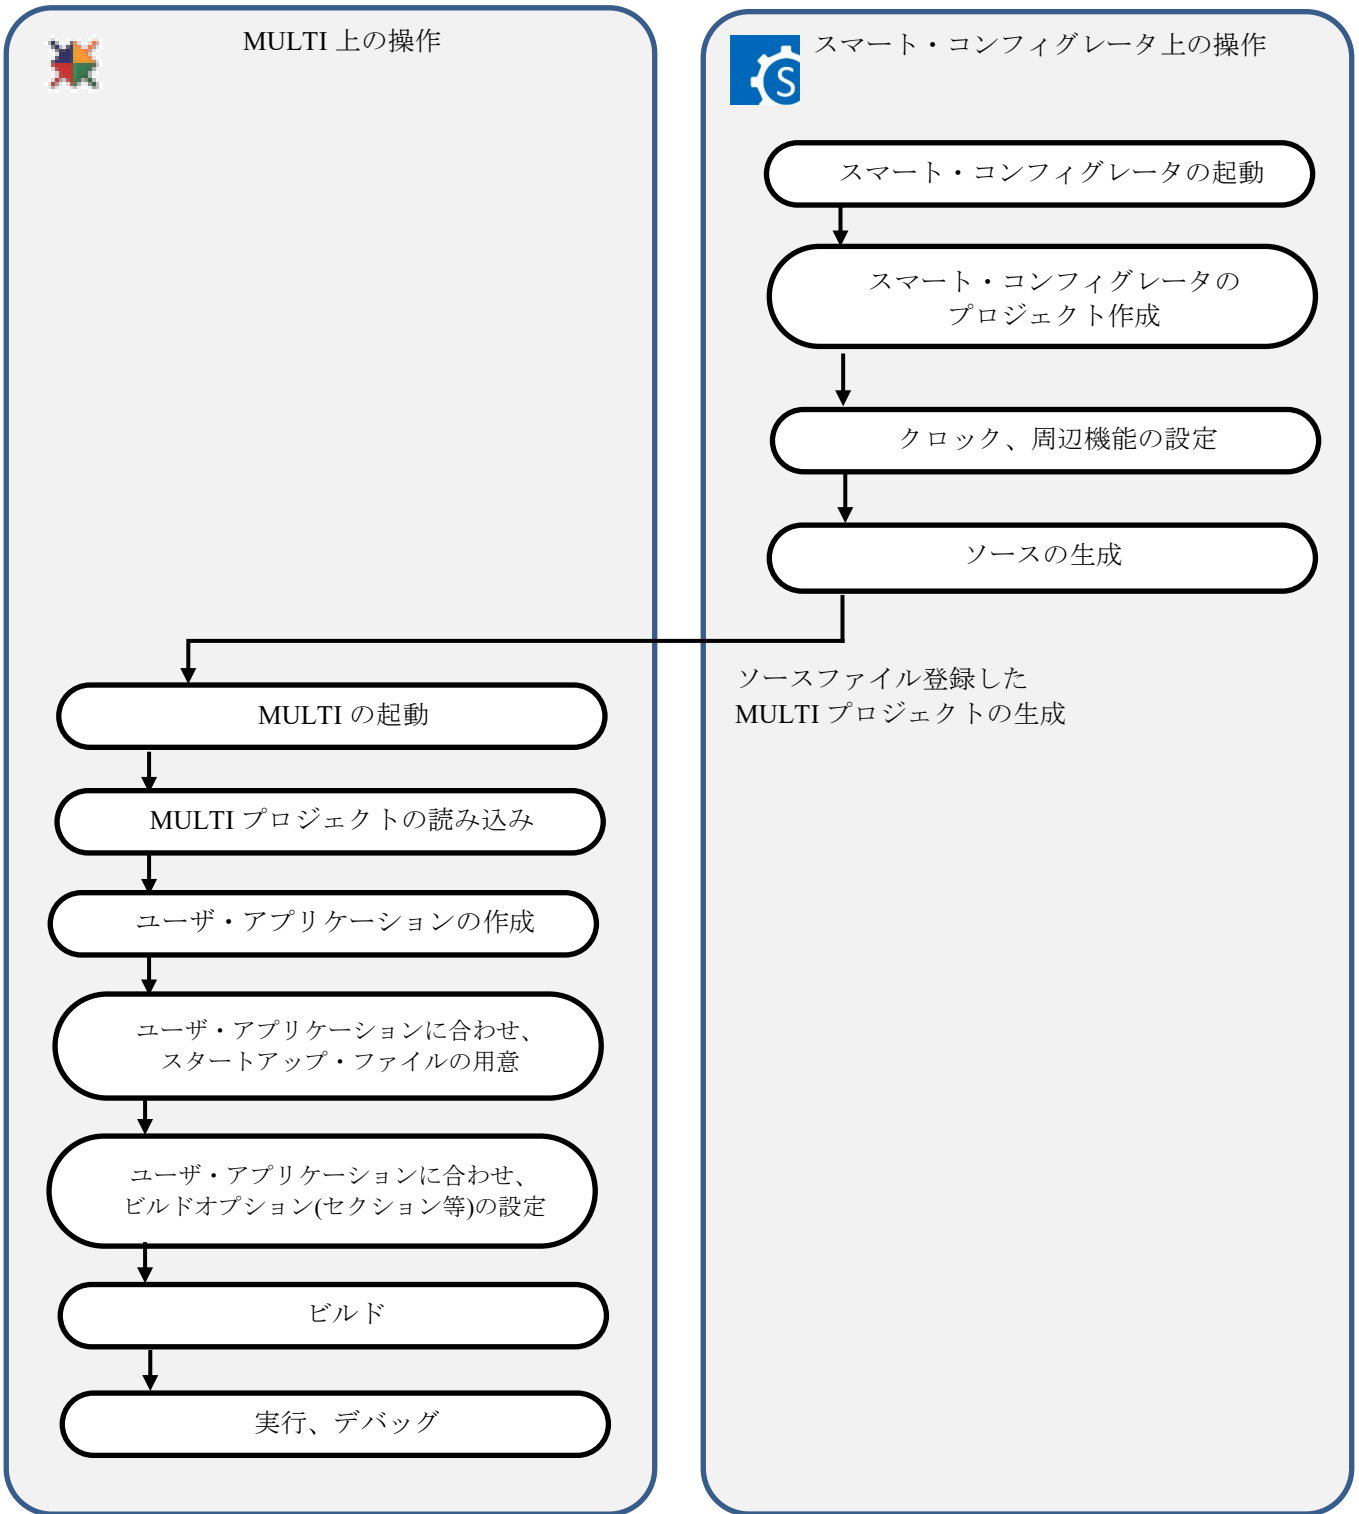 MULTI 上の操作
スマート・コンフィグレータ上の操作
S
スマート・コンフィグレータの起動
スマート・コンフィグレータの
プロジェクト作成
クロック、周辺機能の設定
ソースの生成
ソースファイル登録した
MULTI プロジェクトの生成
MULTI の起動
MULTI プロジェクトの読み込み
ユーザ・アプリケーションの作成
ユーザ・アプリケーションに合わせ、
スタートアップ・ファイルの用意
ユーザ・アプリケーションに合わせ、
ビルドオプション(セクション等)の設定
ビルド
実行、デバッグ